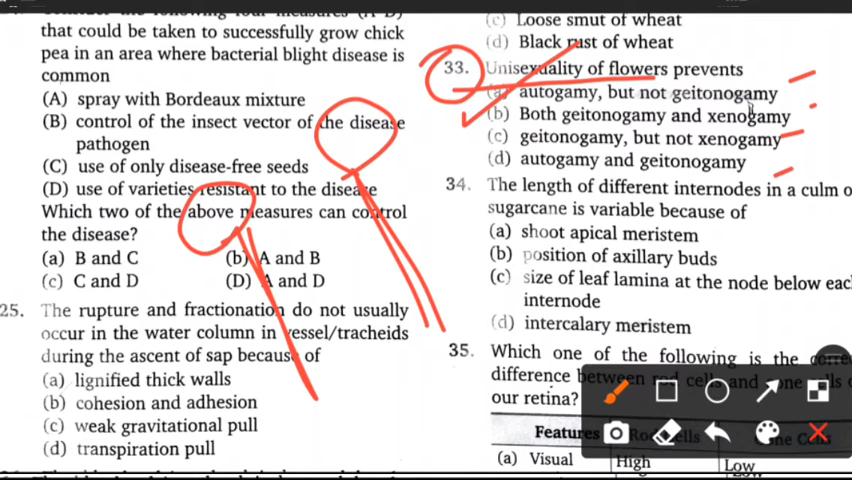 that could be taken to successfully grow chick
pea in an area where bacterial blight disease is
common
(A) spray with Bordeaux mixture
(B) control of the insect vector of the disease
pathogen
(C) use of only disease-free seeds
(D) use of varieties resistant to the disease
Which two of the above measures can control
the disease?
(a) B and C (b) A and B
(c) C and D (D) A and D
25. The rupture and fractionation do not usually
occur in the water column in vessel/tracheids
during the ascent of sap because of
(a) lignified thick walls
(b) cohesion and adhesion
(c) weak gravitational pull
(d) transpiration pull
(c) Loose smut of wheat
(d) Black rust of wheat
33. Unisexuality of flowers prevents
(a) autogamy, but not geitonogamy
(b) Both geitonogamy and xenogamy
(c) geitonogamy, but not xenogamy
(d) autogamy and geitonogamy
34. The length of different internodes in a culm o
sugarcane is variable because of
(a) shoot apical meristem
(b) position of axillary buds
(c) size of leaf lamina at the node below eac
internode
(d) intercalary meristem
35. Which one of the following is the corre
difference between rod cells and cone cells o
our retina?
Features Rod Cells Cone Cells
(a) Visual High Low